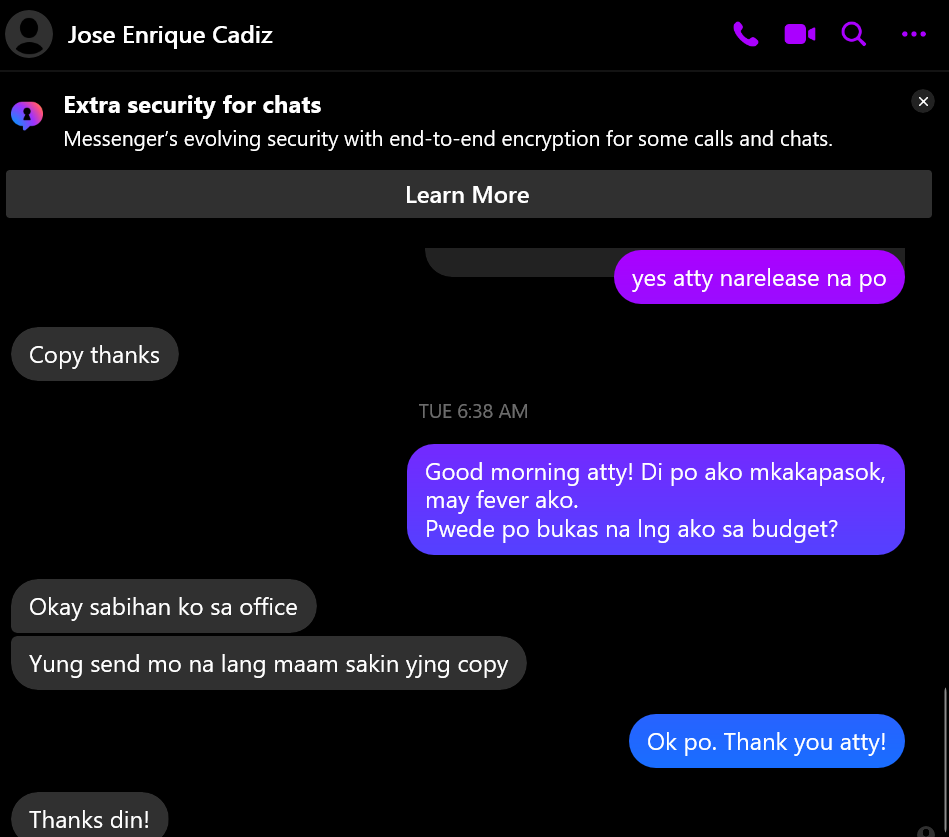 Jose Enrique Cadiz
Extra security for chats
Messenger’s evolving security with end-to-end encryption for some calls and chats.
Learn More
yes atty narelease na po
Copy thanks
TUE 6:38 AM
Good morning atty! Di po ako mkakapasok,
may fever ako.
Pwede po bukas na lng ako sa budget?
Okay sabihan ko sa office
Yung send mo na lang maam sakin yjng copy
Ok po. Thank you atty!
Thanks din!